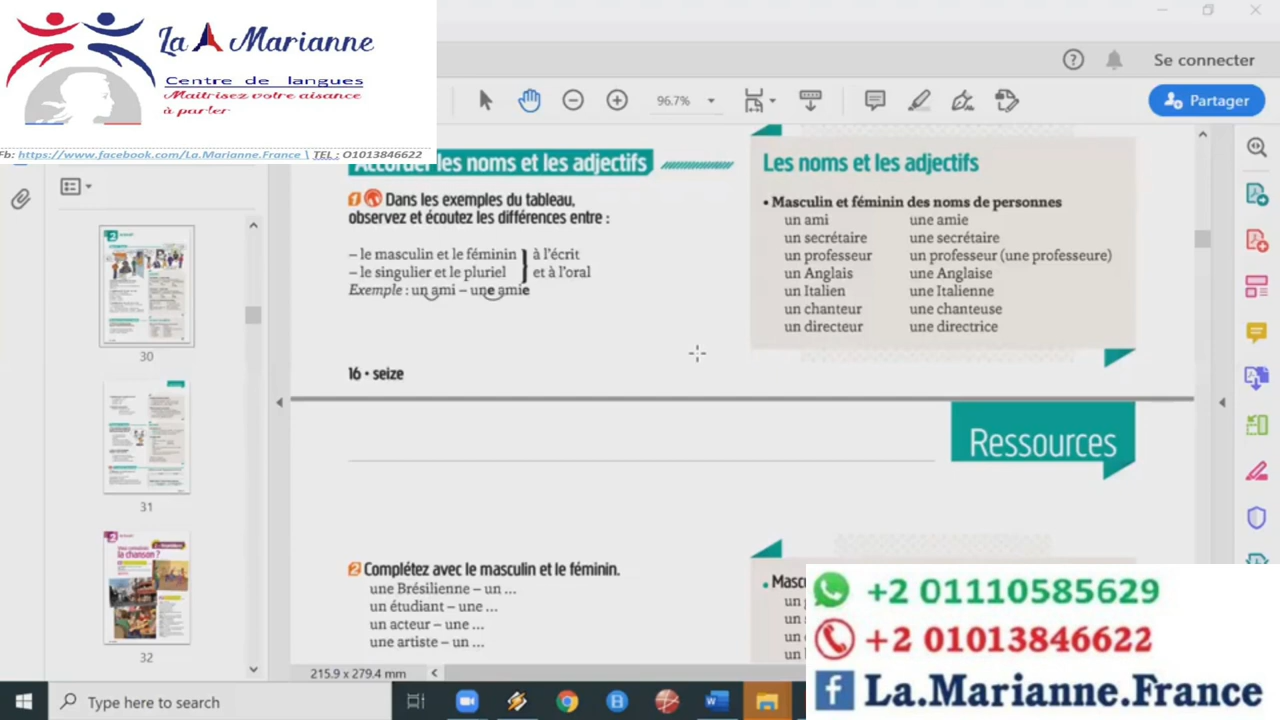 La Marianne
Centre de langues
Maîtrisez votre aisance
à parler
Fb: https://www.facebook.com/La.Marianne.France \ TEL : O1013846622
Se connecter
96.7%
Partager
Accorder les noms et les adjectifs
1 Dans les exemples du tableau,
observez et écoutez les différences entre :
– le masculin et le féminin } à l'écrit
– le singulier et le pluriel } et à l'oral
Exemple : un ami – une amie
16 • seize
Les noms et les adjectifs
• Masculin et féminin des noms de personnes
un ami une amie
un secrétaire une secrétaire
un professeur un professeur (une professeure)
un Anglais une Anglaise
un Italien une Italienne
un chanteur une chanteuse
un directeur une directrice
Ressources
2 Complétez avec le masculin et le féminin.
une Brésilienne – un ...
un étudiant – une ...
un acteur – une ...
une artiste – un ...
30
31
32
215.9 x 279.4 mm
+2 01110585629
+2 01013846622
La.Marianne.France
Type here to search